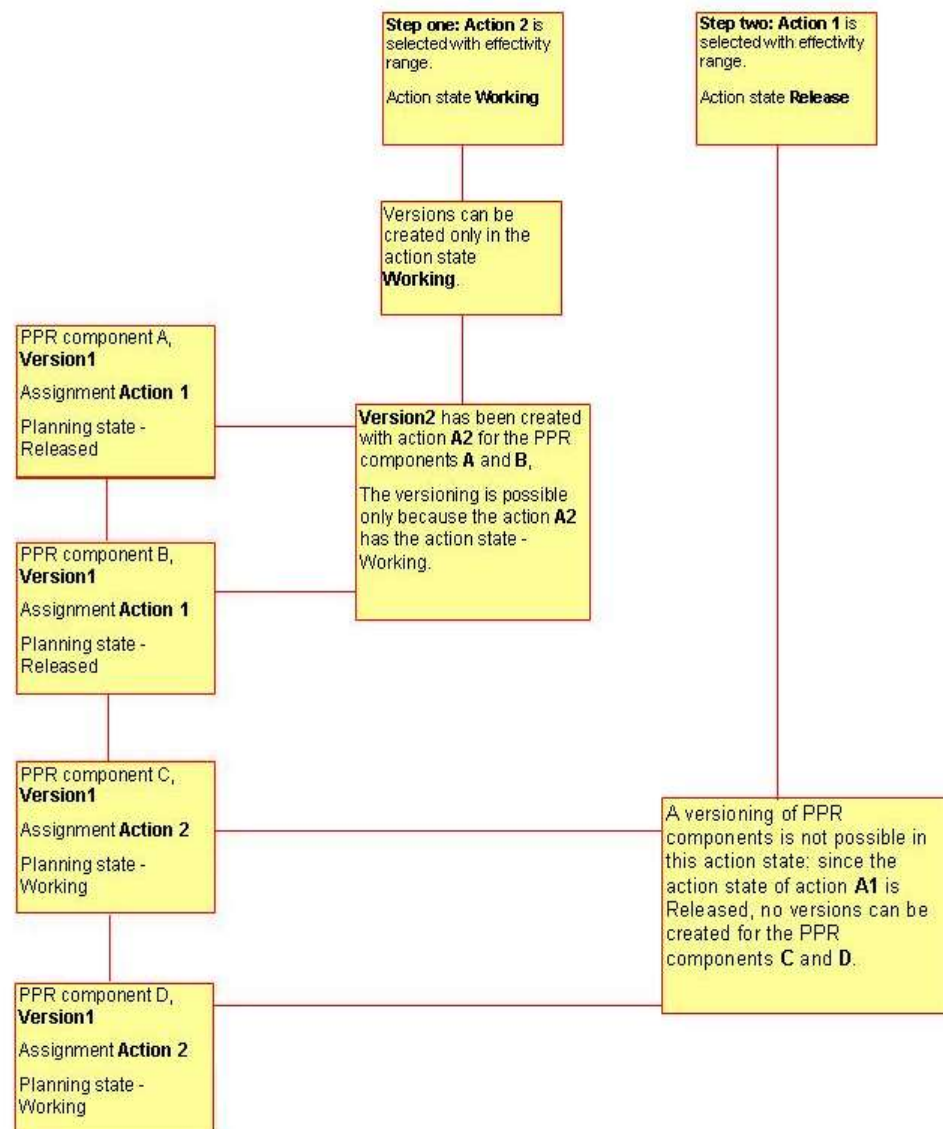 Step one: Action 2 is
selected with effectivity
range.
Action state Working
Step two: Action 1 is
selected with effectivity
range.
Action state Release
Versions can be
created only in the
action state
Working.
PPR component A,
Version1
Assignment Action 1
Planning state -
Released
Version2 has been created
with action A2 for the PPR
components A and B,
The versioning is possible
only because the action A2
has the action state -
Working.
PPR component B,
Version1
Assignment Action 1
Planning state -
Released
PPR component C,
Version1
Assignment Action 2
Planning state -
Working
A versioning of PPR
components is not possible in
this action state: since the
action state of action A1 is
Released, no versions can be
created for the PPR
components C and D.
PPR component D,
Version1
Assignment Action 2
Planning state -
Working